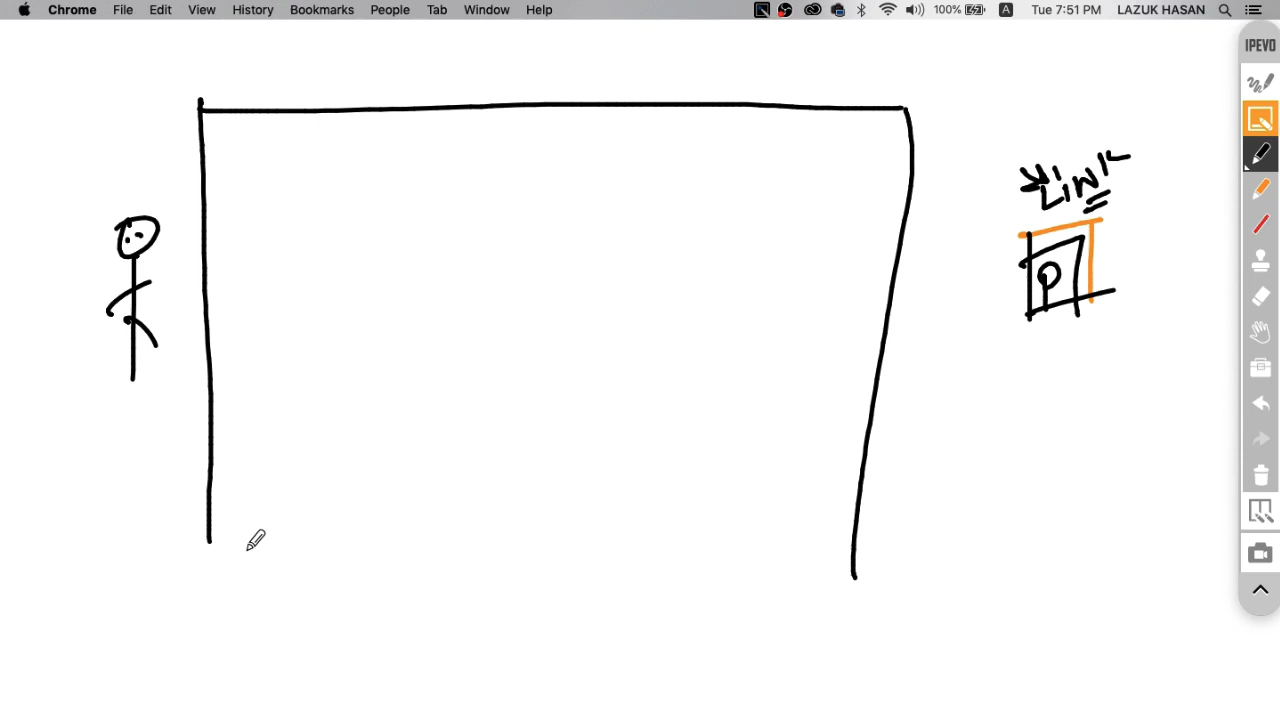 Chrome File Edit View History Bookmarks People Tab Window Help 100% A Tue 7:51 PM LAZUK HASAN
IPEVO
Link
P